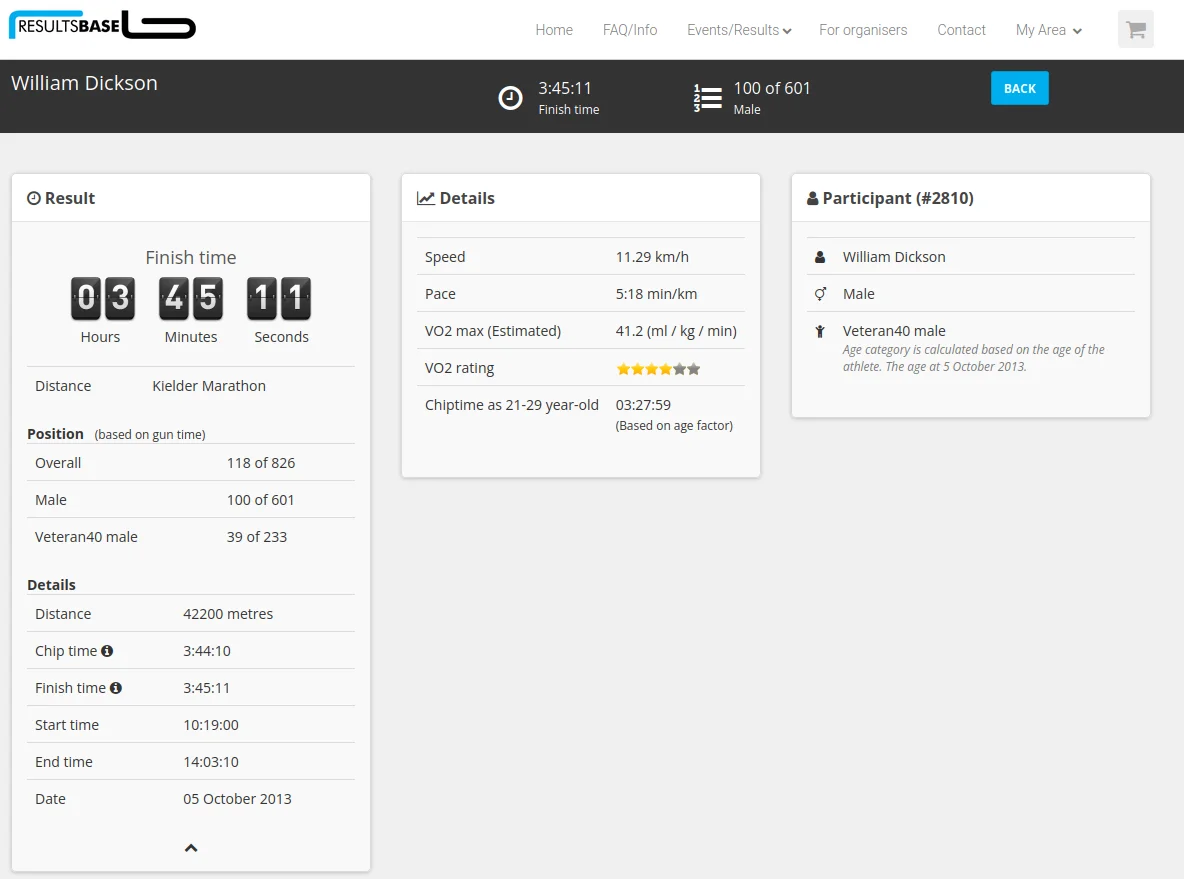 RESULTSBASE
Home FAQ/Info Events/Results For organisers Contact My Area
William Dickson
3:45:11
Finish time
100 of 601
Male
BACK
Result
Finish time
03 45 11
Hours Minutes Seconds
Distance Kielder Marathon
Position (based on gun time)
Overall 118 of 826
Male 100 of 601
Veteran40 male 39 of 233
Details
Distance 42200 metres
Chip time 3:44:10
Finish time 3:45:11
Start time 10:19:00
End time 14:03:10
Date 05 October 2013
Details
Speed 11.29 km/h
Pace 5:18 min/km
VO2 max (Estimated) 41.2 (ml / kg / min)
VO2 rating
Chiptime as 21-29 year-old 03:27:59
(Based on age factor)
Participant (#2810)
William Dickson
Male
Veteran40 male
Age category is calculated based on the age of the
athlete. The age at 5 October 2013.